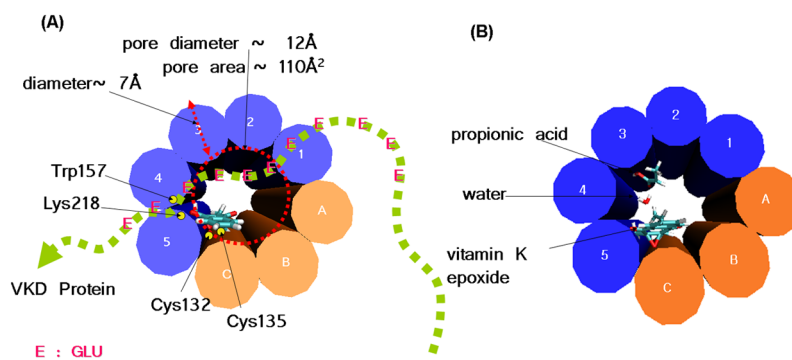 (A)
pore diameter ~ 12Å
pore area ~ 110Å²
diameter~ 7Å
3
2
1
4
5
A
B
C
E
E
E
E
E
E
E
E
E
E
E
Trp157
Lys218
VKD Protein
Cys132
Cys135
E : GLU
(B)
propionic acid
water
vitamin K
epoxide
3
2
1
4
5
A
B
C